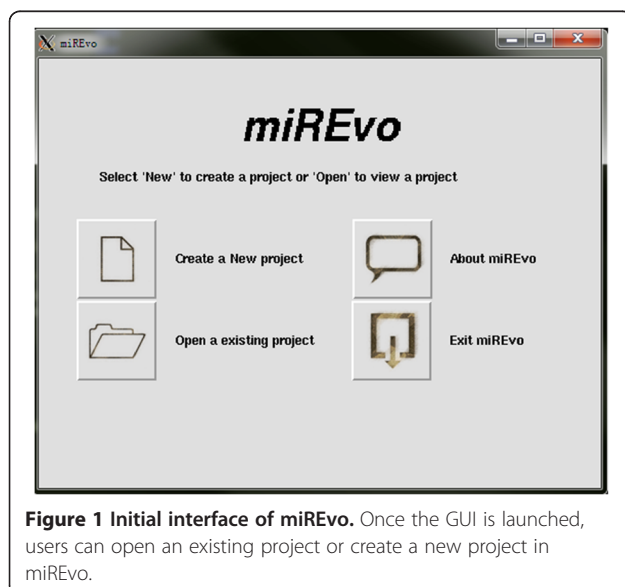 miREvo
miREvo
Select 'New' to create a project or 'Open' to view a project
Create a New project
About miREvo
Open a existing project
Exit miREvo
Figure 1 Initial interface of miREvo. Once the GUI is launched,
users can open an existing project or create a new project in
miREvo.